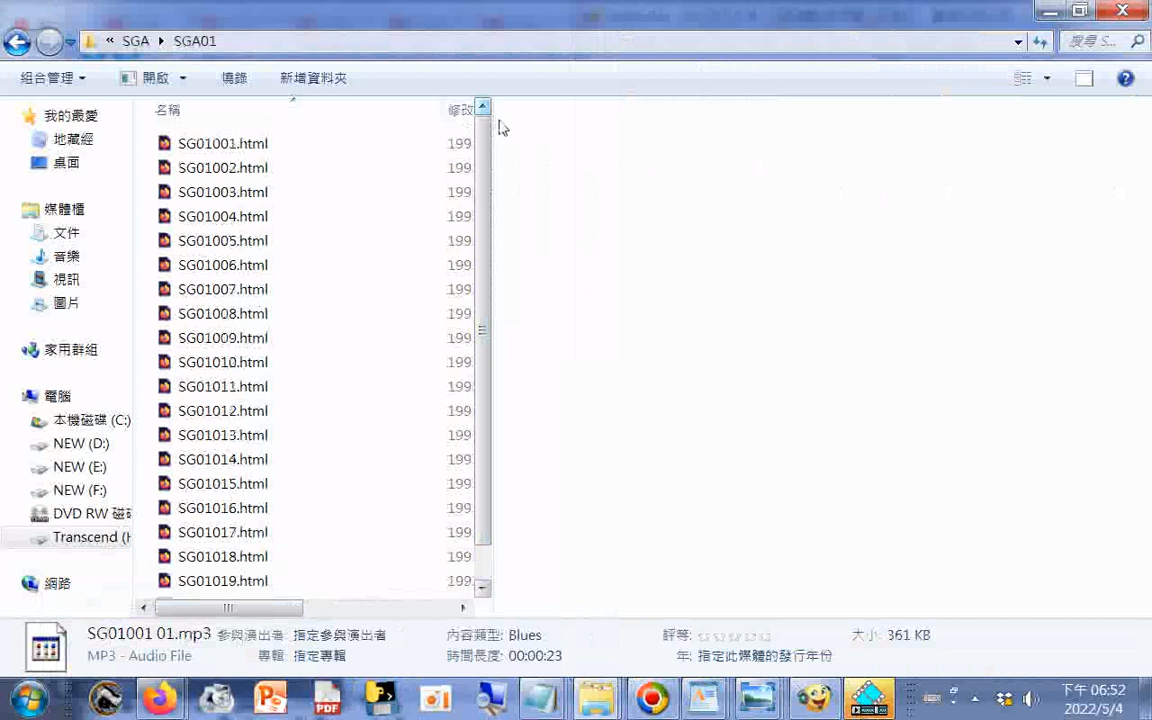 « SGA ▸ SGA01
搜尋 S...
組合管理 開啟 燒錄 新增資料夾
名稱 修改
我的最愛
地藏經
桌面
媒體櫃
文件
音樂
視訊
圖片
家用群組
電腦
本機磁碟 (C:)
NEW (D:)
NEW (E:)
NEW (F:)
DVD RW 磁碟
Transcend (H
網路
SG01001.html 199
SG01002.html 199
SG01003.html 199
SG01004.html 199
SG01005.html 199
SG01006.html 199
SG01007.html 199
SG01008.html 199
SG01009.html 199
SG01010.html 199
SG01011.html 199
SG01012.html 199
SG01013.html 199
SG01014.html 199
SG01015.html 199
SG01016.html 199
SG01017.html 199
SG01018.html 199
SG01019.html 199
SG01001 01.mp3 參與演出者: 指定參與演出者 內容類型: Blues 評等: 大小: 361 KB
MP3 - Audio File 專輯: 指定專輯 時間長度: 00:00:23 年: 指定此媒體的發行年份
PDF
下午 06:52
2022/5/4